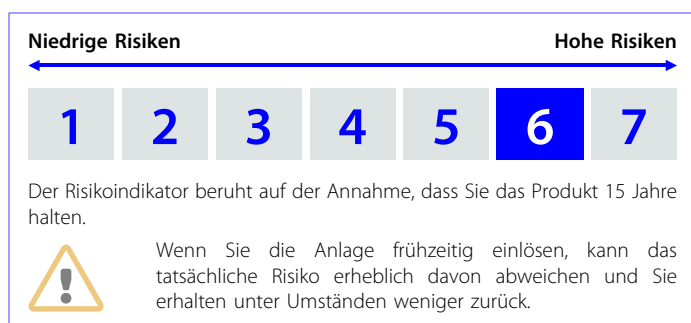 Niedrige Risiken Hohe Risiken
1 2 3 4 5 6 7
Der Risikoindikator beruht auf der Annahme, dass Sie das Produkt 15 Jahre
halten.
Wenn Sie die Anlage frühzeitig einlösen, kann das
tatsächliche Risiko erheblich davon abweichen und Sie
erhalten unter Umständen weniger zurück.